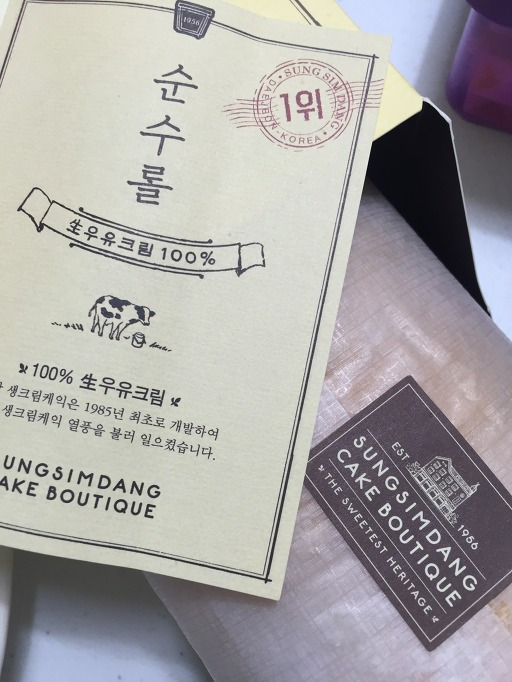 1956
순수롤
SUNG SIM DANG
1위
KOREA
生우유크림 100%
100% 生우유크림
생크림케익은 1985년 최초로 개발하여
생크림케익 열풍을 불러 일으켰습니다.
UNGSIMDANG
AKE BOUTIQUE
EST 1956
SUNGSIMDANG
CAKE BOUTIQUE
THE SWEETEST HERITAGE